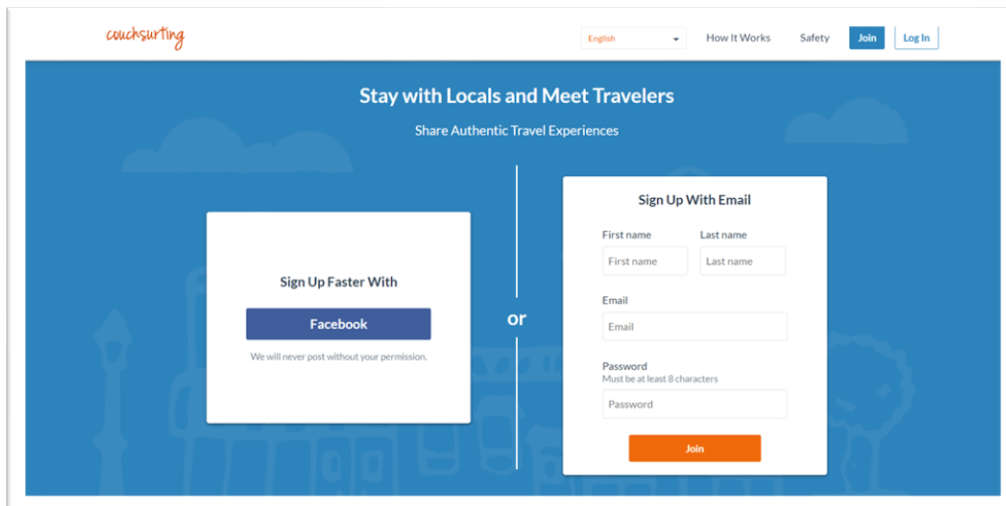 couchsurfing
English
How It Works
Safety
Join
Log In
Stay with Locals and Meet Travelers
Share Authentic Travel Experiences
Sign Up Faster With
Facebook
We will never post without your permission.
or
Sign Up With Email
First name Last name
First name Last name
Email
Email
Password
Must be at least 8 characters
Password
Join